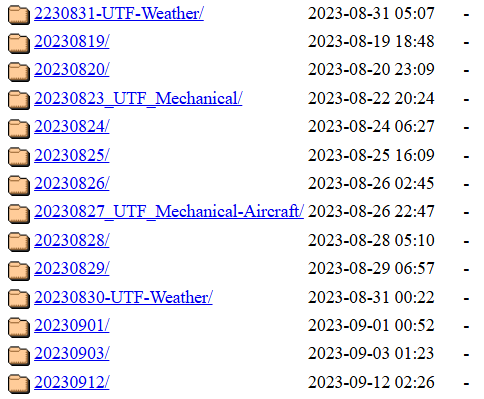 2230831-UTF-Weather/ 2023-08-31 05:07 -
20230819/ 2023-08-19 18:48 -
20230820/ 2023-08-20 23:09 -
20230823_UTF_Mechanical/ 2023-08-22 20:24 -
20230824/ 2023-08-24 06:27 -
20230825/ 2023-08-25 16:09 -
20230826/ 2023-08-26 02:45 -
20230827_UTF_Mechanical-Aircraft/ 2023-08-26 22:47 -
20230828/ 2023-08-28 05:10 -
20230829/ 2023-08-29 06:57 -
20230830-UTF-Weather/ 2023-08-31 00:22 -
20230901/ 2023-09-01 00:52 -
20230903/ 2023-09-03 01:23 -
20230912/ 2023-09-12 02:26 -